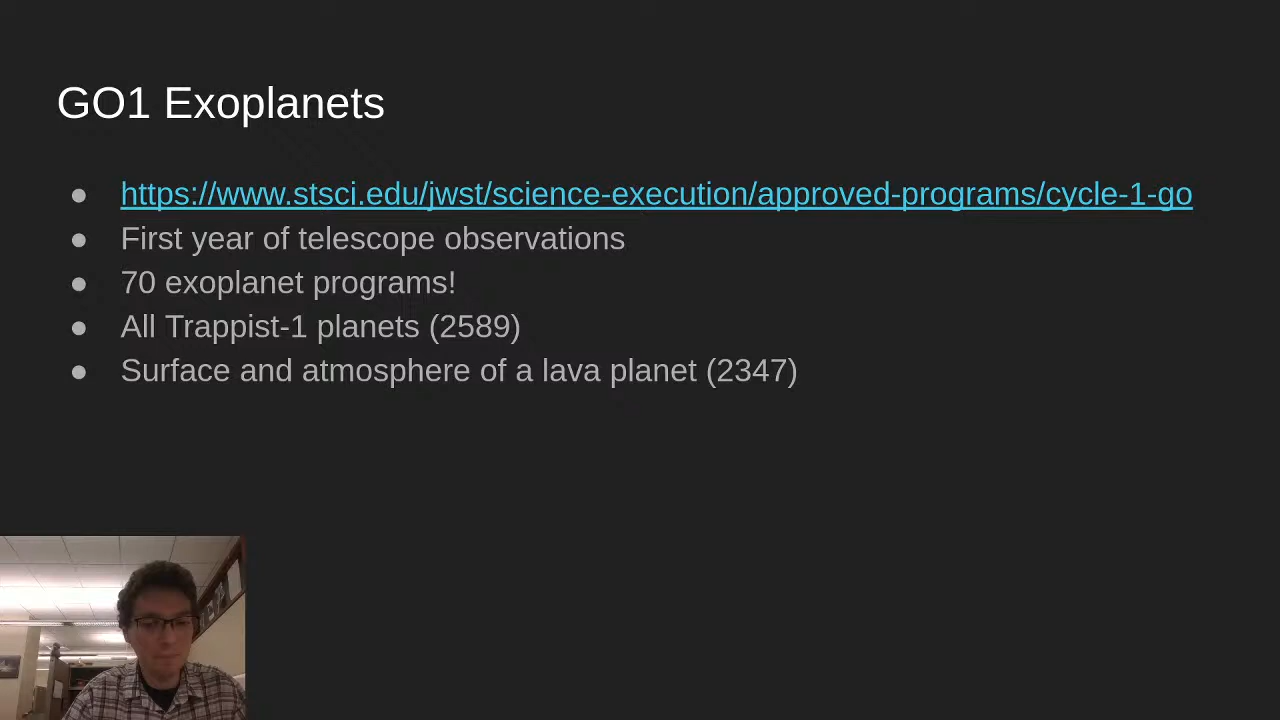 GO1 Exoplanets
● https://www.stsci.edu/jwst/science-execution/approved-programs/cycle-1-go
● First year of telescope observations
● 70 exoplanet programs!
● All Trappist-1 planets (2589)
● Surface and atmosphere of a lava planet (2347)